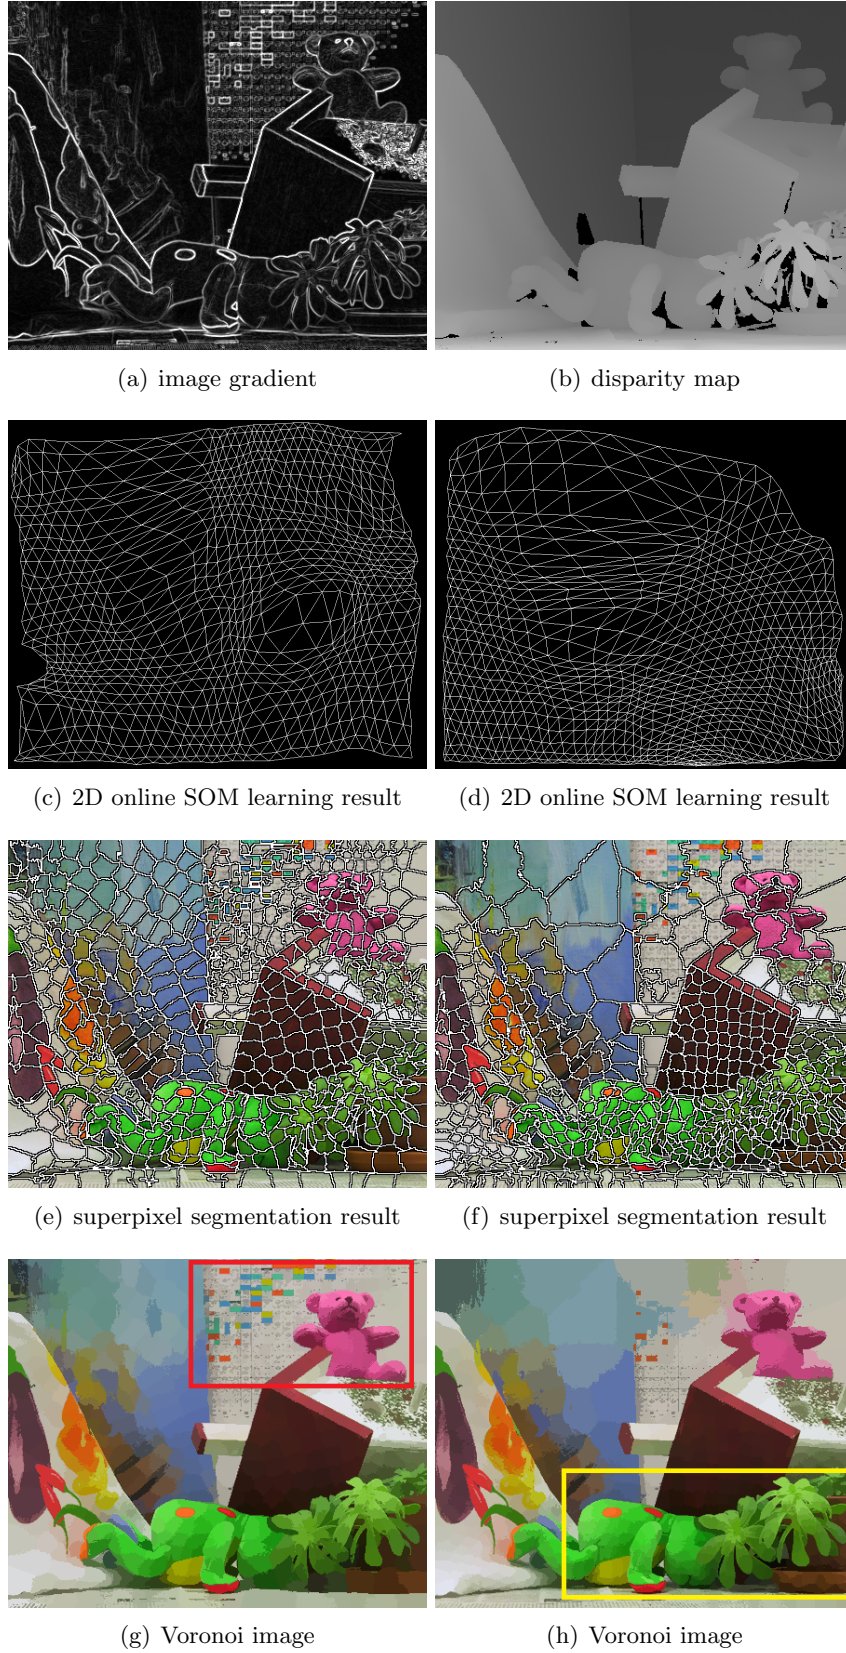 (a) image gradient
(b) disparity map
(c) 2D online SOM learning result
(d) 2D online SOM learning result
(e) superpixel segmentation result
(f) superpixel segmentation result
(g) Voronoi image
(h) Voronoi image